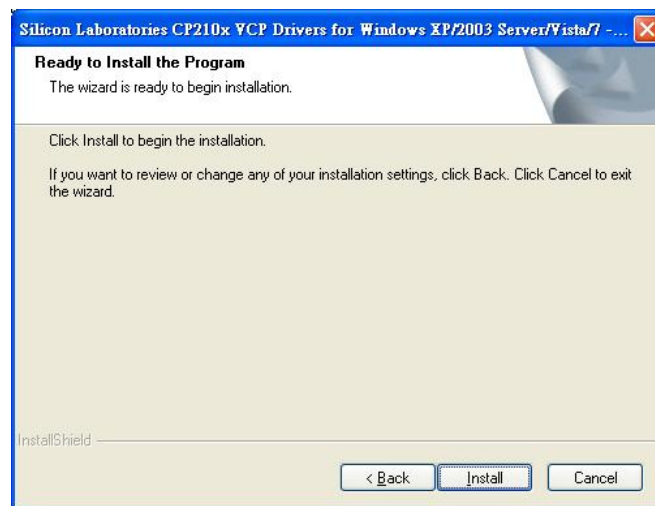 Silicon Laboratories CP210x VCP Drivers for Windows XP/2003 Server/Vista/7 -...
Ready to Install the Program
The wizard is ready to begin installation.
Click Install to begin the installation.
If you want to review or change any of your installation settings, click Back. Click Cancel to exit
the wizard.
InstallShield
< Back Install Cancel